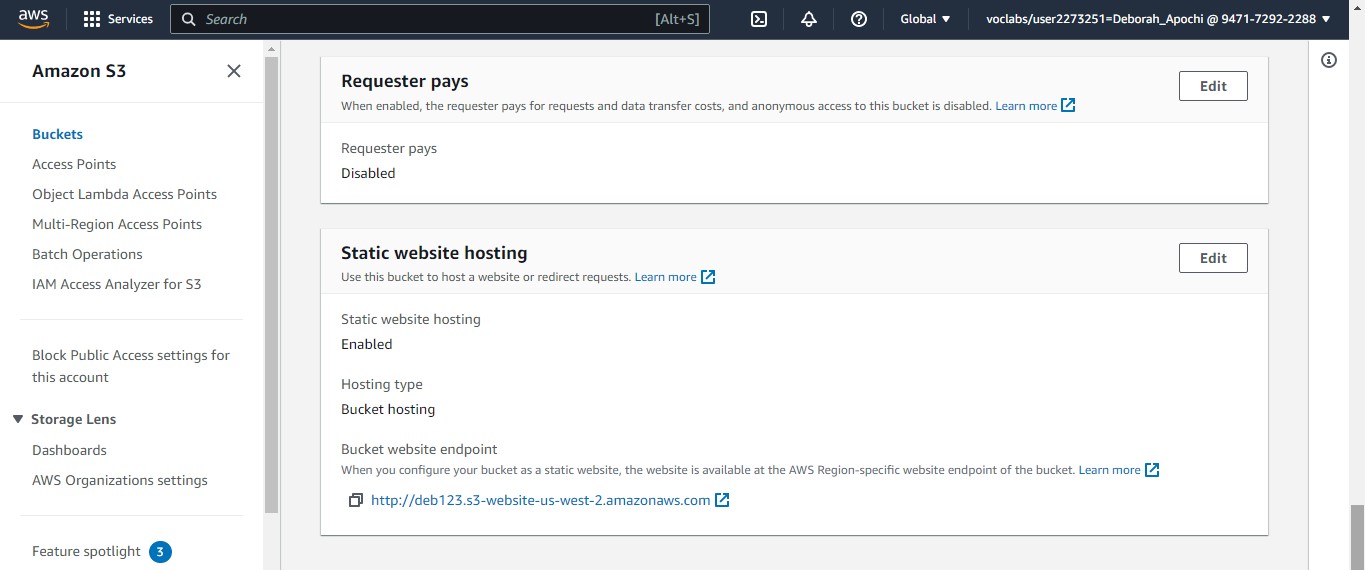 aws
Services
Search
[Alt+S]
Global
voclabs/user2273251=Deborah_Apochi @ 9471-7292-2288
Amazon S3
Buckets
Access Points
Object Lambda Access Points
Multi-Region Access Points
Batch Operations
IAM Access Analyzer for S3
Block Public Access settings for
this account
Storage Lens
Dashboards
AWS Organizations settings
Feature spotlight 3
Requester pays
Edit
When enabled, the requester pays for requests and data transfer costs, and anonymous access to this bucket is disabled. Learn more
Requester pays
Disabled
Static website hosting
Edit
Use this bucket to host a website or redirect requests. Learn more
Static website hosting
Enabled
Hosting type
Bucket hosting
Bucket website endpoint
When you configure your bucket as a static website, the website is available at the AWS Region-specific website endpoint of the bucket. Learn more
http://deb123.s3-website-us-west-2.amazonaws.com